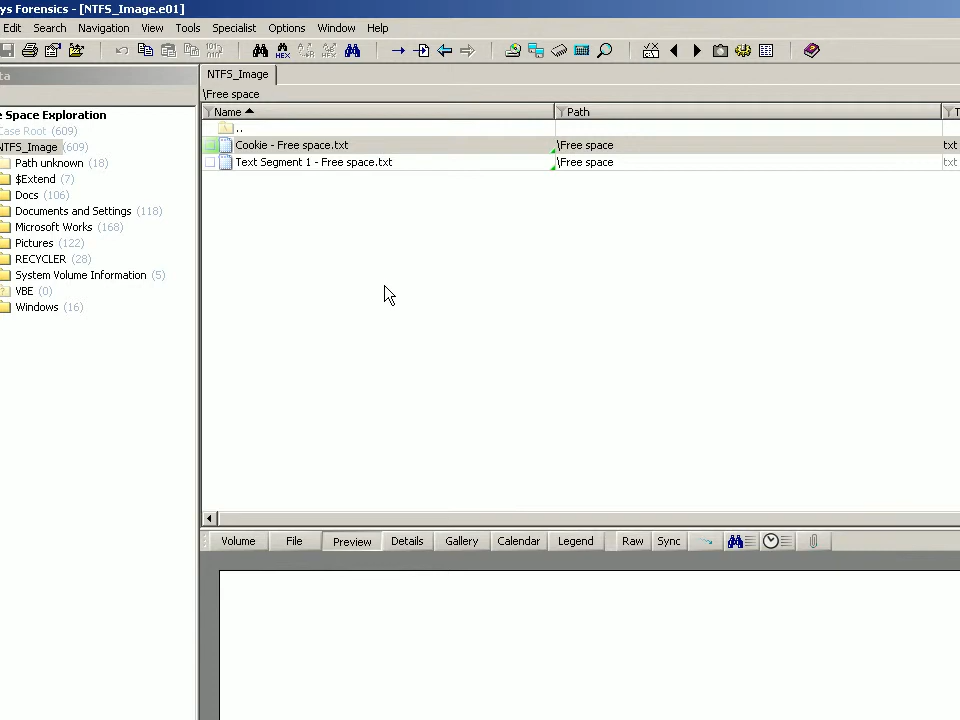 ys Forensics - [NTFS_Image.e01]
Edit Search Navigation View Tools Specialist Options Window Help
ta
NTFS_Image
\Free space
Name Path T
..
e Space Exploration
Case Root (609)
NTFS_Image (609)
Path unknown (18)
$Extend (7)
Docs (106)
Documents and Settings (118)
Microsoft Works (168)
Pictures (122)
RECYCLER (28)
System Volume Information (5)
VBE (0)
Windows (16)
Cookie - Free space.txt \Free space txt
Text Segment 1 - Free space.txt \Free space txt
Volume File Preview Details Gallery Calendar Legend Raw Sync